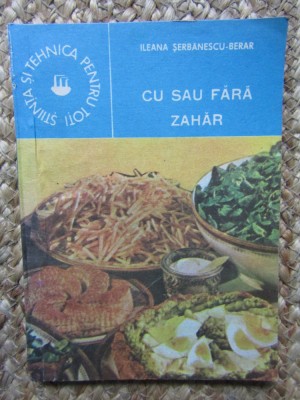 ILEANA ȘERBĂNESCU-BERAR
ȘTIINȚA ȘI TEHNICA PENTRU TOȚI
CU SAU FĂRĂ
ZAHĂR